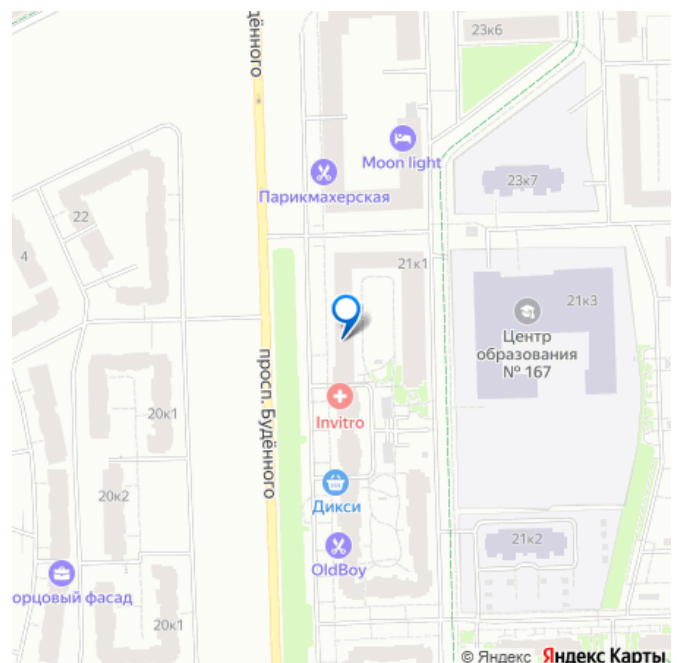 23к6
дённого
Moon light
23к7
Парикмахерская
22
4
21к1
21к3
Центр
образования
№ 167
просп. Будённого
Invitro
20к1
20к2
Дикси
21к2
OldBoy
орцовый фасад
20к1
© Яндекс Яндекс Карты